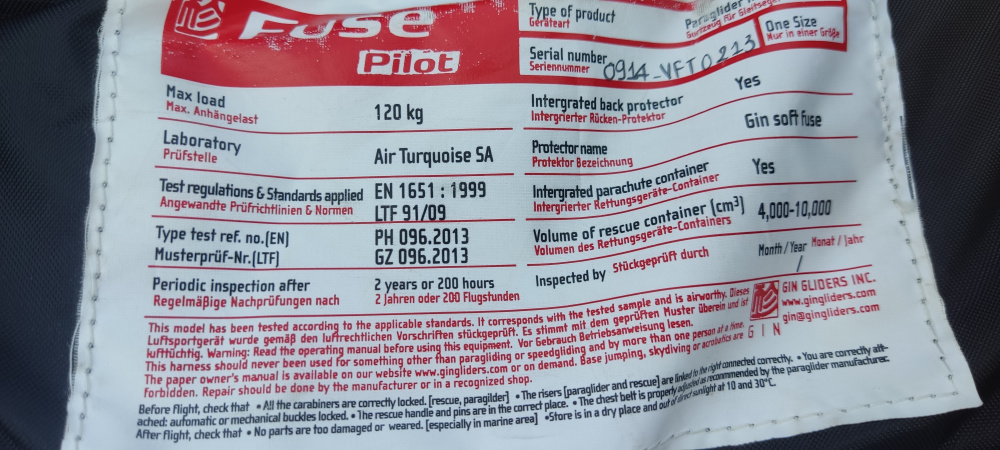 Fuse
Pilot
Type of product
Geräteart
Paraglider
Gurtzeug für Gleitsegel
Serial number
Seriennummer
0914-VFT0213
One Size
Nur in einer Größe
Max load
Max. Anhängelast
120 kg
Laboratory
Prüfstelle
Air Turquoise SA
Test regulations & Standards applied
Angewandte Prüfrichtlinien & Normen
EN 1651 : 1999
LTF 91/09
Type test ref. no.(EN)
Musterprüf-Nr.(LTF)
PH 096.2013
GZ 096.2013
Periodic inspection after
Regelmäßige Nachprüfungen nach
2 years or 200 hours
2 Jahren oder 200 Flugstunden
Intergrated back protector
Intergrierter Rücken-Protektor
Yes
Protector name
Protektor Bezeichnung
Gin soft fuse
Intergrated parachute container
Intergrierter Rettungsgeräte-Container
Yes
Volume of rescue container (cm³)
Volumen des Rettungsgeräte-Containers
4,000-10,000
Inspected by Stückgeprüft durch
Month / Year Monat / Jahr
/
This model has been tested according to the applicable standards. It corresponds with the tested sample and is airworthy. Dieses
Luftsportgerät wurde gemäß den luftrechtlichen Vorschriften stückgeprüft. Es stimmt mit dem geprüften Muster überein und ist
lufttüchtig. Warning: Read the operating manual before using this equipment. Vor Gebrauch Betriebsanweisung lesen.
This harness should never been used for something other than paragliding or speedgliding and by more than one person at a time.
The paper owner's manual is available on our website www.gingliders.com or on demand. Base jumping, skydiving or acrobatics are
forbidden. Repair should be done by the manufacturer or in a recognized shop.
GIN
GIN GLIDERS INC.
www.gingliders.com
gin@gingliders.com
Before flight, check that • All the carabiners are correctly locked. [rescue, paragilder] • The risers [paraglider and rescue] are linked to the right connected correctly. • You are correctly att-
ached: automatic or mechanical buckles locked. • The rescue handle and pins are in the correct place. • The chest belt is properly adjusted as recommended by the paraglider manufacturer.
After flight, check that • No parts are too damaged or weared. [especially in marine area] •Store is in a dry place and out of direct sunlight at 10 and 30°C.